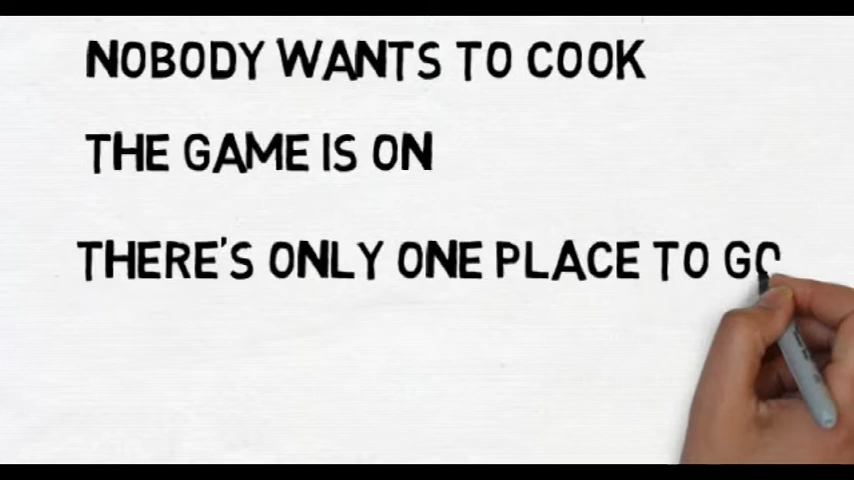 NOBODY WANTS TO COOK
THE GAME IS ON
THERE'S ONLY ONE PLACE TO GO